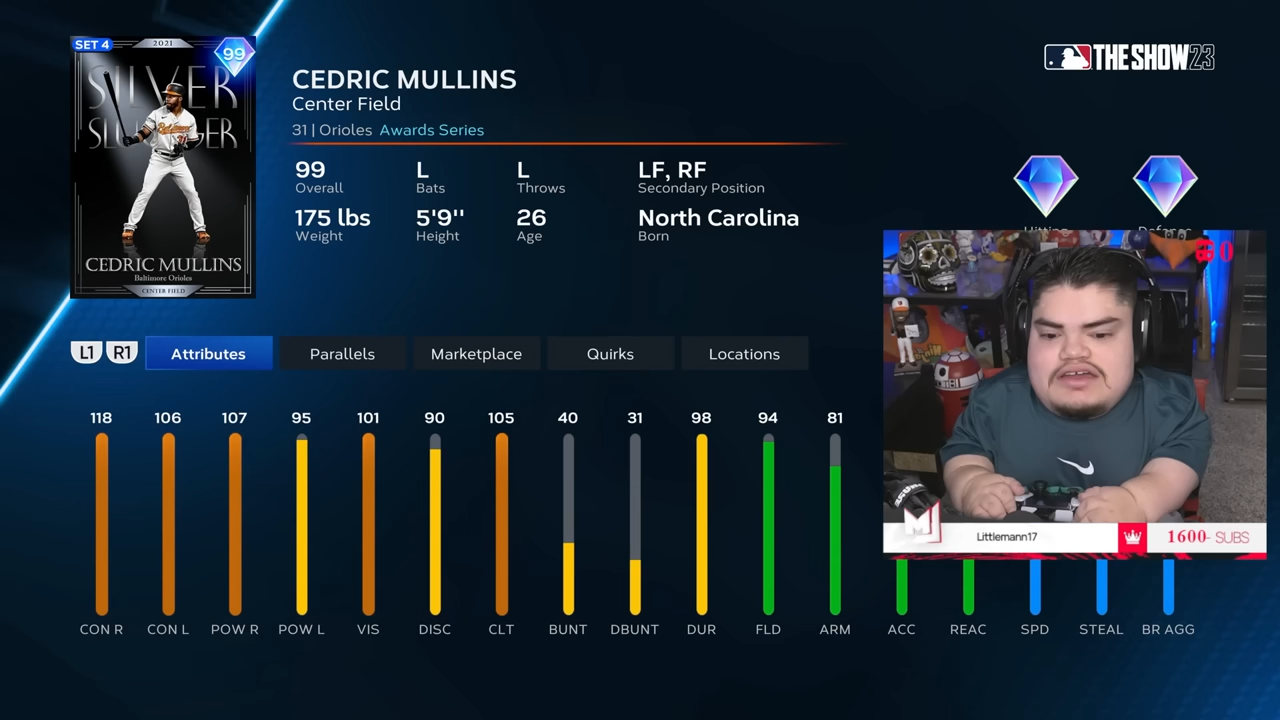 SET 4
2021
99
SILVER
SLUGGER
CEDRIC MULLINS
Baltimore Orioles
CENTER FIELD
CEDRIC MULLINS
Center Field
31 | Orioles Awards Series
99 L L LF, RF
Overall Bats Throws Secondary Position
175 lbs 5'9'' 26 North Carolina
Weight Height Age Born
THE SHOW 23
Hitting Defense
0
L1 R1 Attributes Parallels Marketplace Quirks Locations
118 106 107 95 101 90 105 40 31 98 94 81
CON R CON L POW R POW L VIS DISC CLT BUNT DBUNT DUR FLD ARM ACC REAC SPD STEAL BR AGG
Littlemann17 1600- SUBS